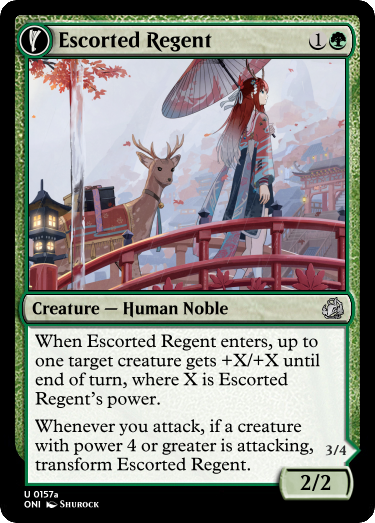 Escorted Regent 1
Creature — Human Noble
When Escorted Regent enters, up to
one target creature gets +X/+X until
end of turn, where X is Escorted
Regent's power.
Whenever you attack, if a creature
with power 4 or greater is attacking,
transform Escorted Regent.
3/4
2/2
U 0157a
ONI SHUROCK